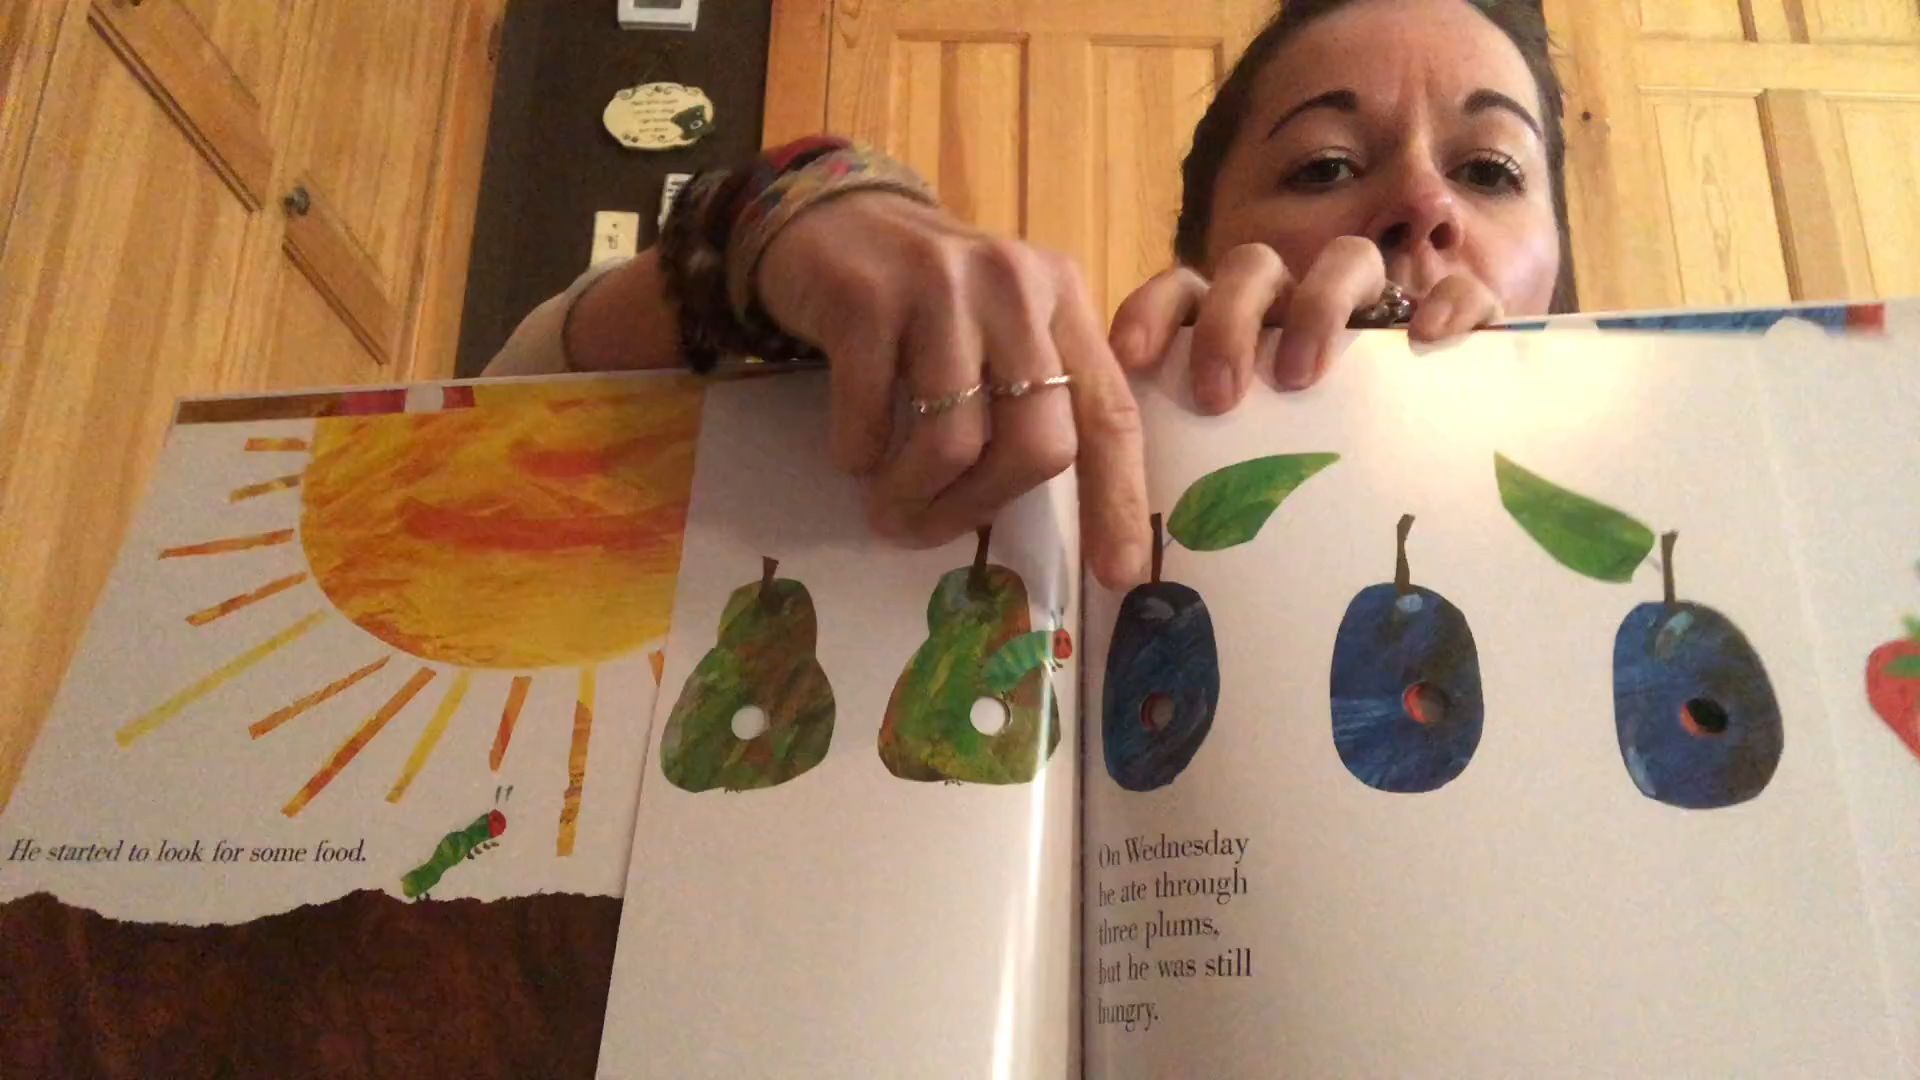 He started to look for some food.
On Wednesday
he ate through
three plums,
but he was still
hungry.